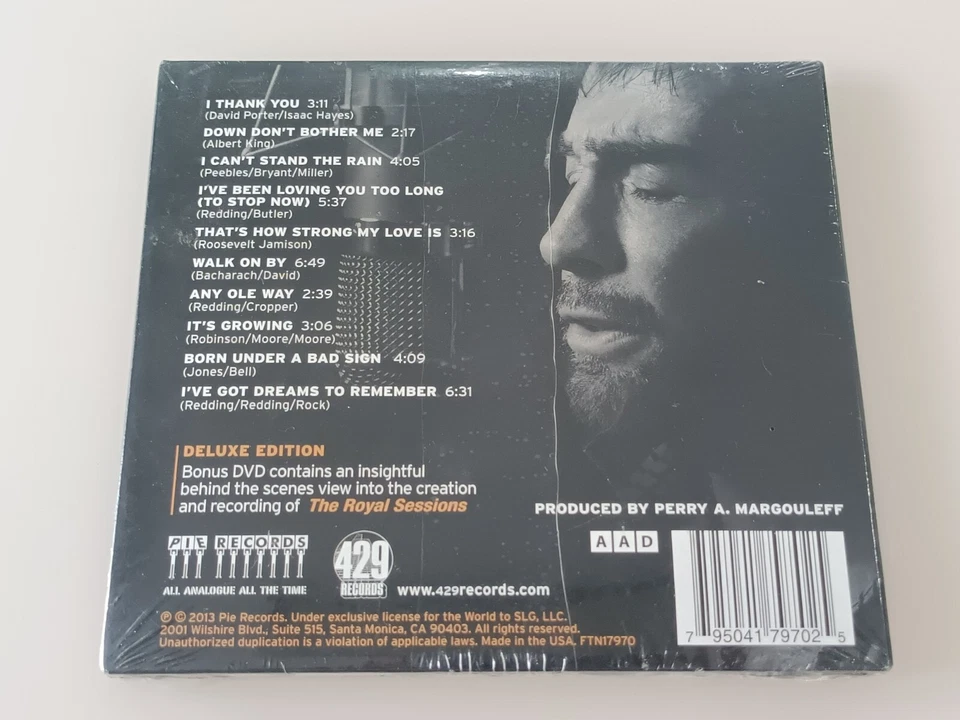 I THANK YOU 3:11
(David Porter/Isaac Hayes)
DOWN DON'T BOTHER ME 2:17
(Albert King)
I CAN'T STAND THE RAIN 4:05
(Peebles/Bryant/Miller)
I'VE BEEN LOVING YOU TOO LONG
(TO STOP NOW) 5:37
(Redding/Butler)
THAT'S HOW STRONG MY LOVE IS 3:16
(Roosevelt Jamison)
WALK ON BY 6:49
(Bacharach/David)
ANY OLE WAY 2:39
(Redding/Cropper)
IT'S GROWING 3:06
(Robinson/Moore/Moore)
BORN UNDER A BAD SIGN 4:09
(Jones/Bell)
I'VE GOT DREAMS TO REMEMBER 6:31
(Redding/Redding/Rock)
DELUXE EDITION
Bonus DVD contains an insightful
behind the scenes view into the creation
and recording of The Royal Sessions
PRODUCED BY PERRY A. MARGOULEFF
AAD
PIE RECORDS
ALL ANALOGUE ALL THE TIME
429
RECORDS
www.429records.com
℗ © 2013 Pie Records. Under exclusive license for the World to SLG, LLC.
2001 Wilshire Blvd., Suite 515, Santa Monica, CA 90403. All rights reserved.
Unauthorized duplication is a violation of applicable laws. Made in the USA. FTN17970
7 95041 79702 5